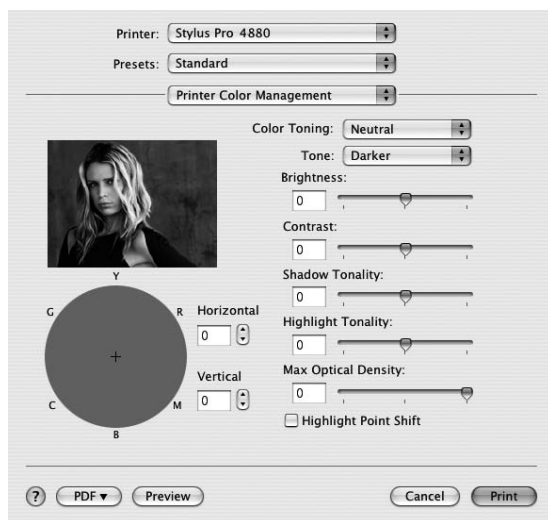 Printer: Stylus Pro 4880
Presets: Standard
Printer Color Management
Color Toning: Neutral
Tone: Darker
Brightness:
0
Contrast:
0
Shadow Tonality:
0
Highlight Tonality:
0
Max Optical Density:
0
Highlight Point Shift
Y
G R
C M
B
Horizontal
0
Vertical
0
? PDF▼ Preview Cancel Print